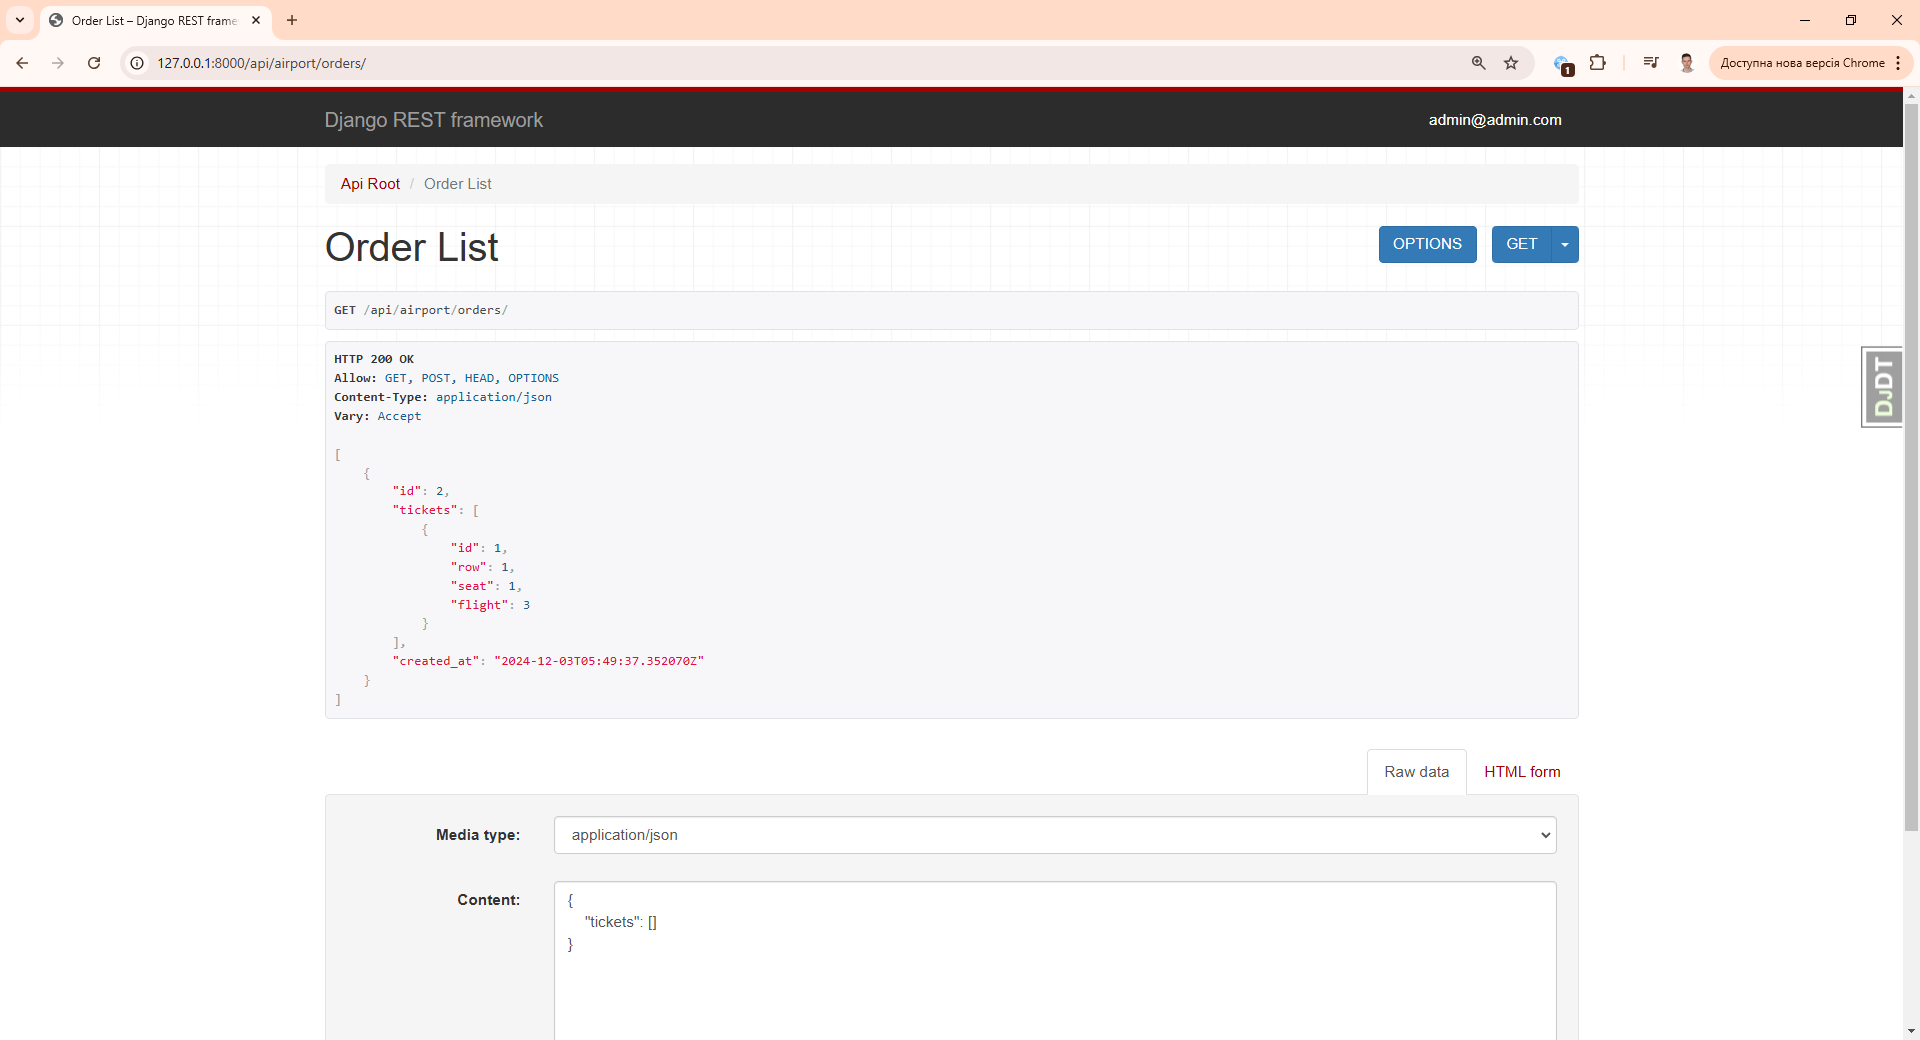 Order List – Django REST frame
127.0.0.1:8000/api/airport/orders/
1
Доступна нова версія Chrome
Django REST framework
admin@admin.com
Api Root / Order List
Order List
OPTIONS
GET
GET /api/airport/orders/
HTTP 200 OK
Allow: GET, POST, HEAD, OPTIONS
Content-Type: application/json
Vary: Accept
[
{
"id": 2,
"tickets": [
{
"id": 1,
"row": 1,
"seat": 1,
"flight": 3
}
],
"created_at": "2024-12-03T05:49:37.352070Z"
}
]
DJDT
Raw data
HTML form
Media type:
application/json
Content:
{
"tickets": []
}